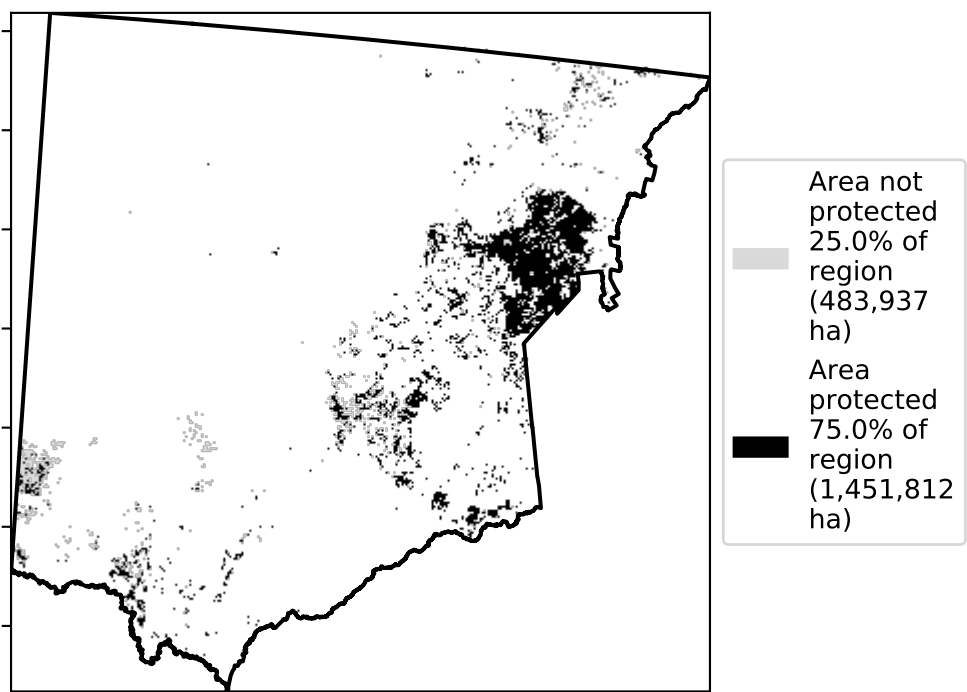 Area not
protected
25.0% of
region
(483,937
ha)
Area
protected
75.0% of
region
(1,451,812
ha)